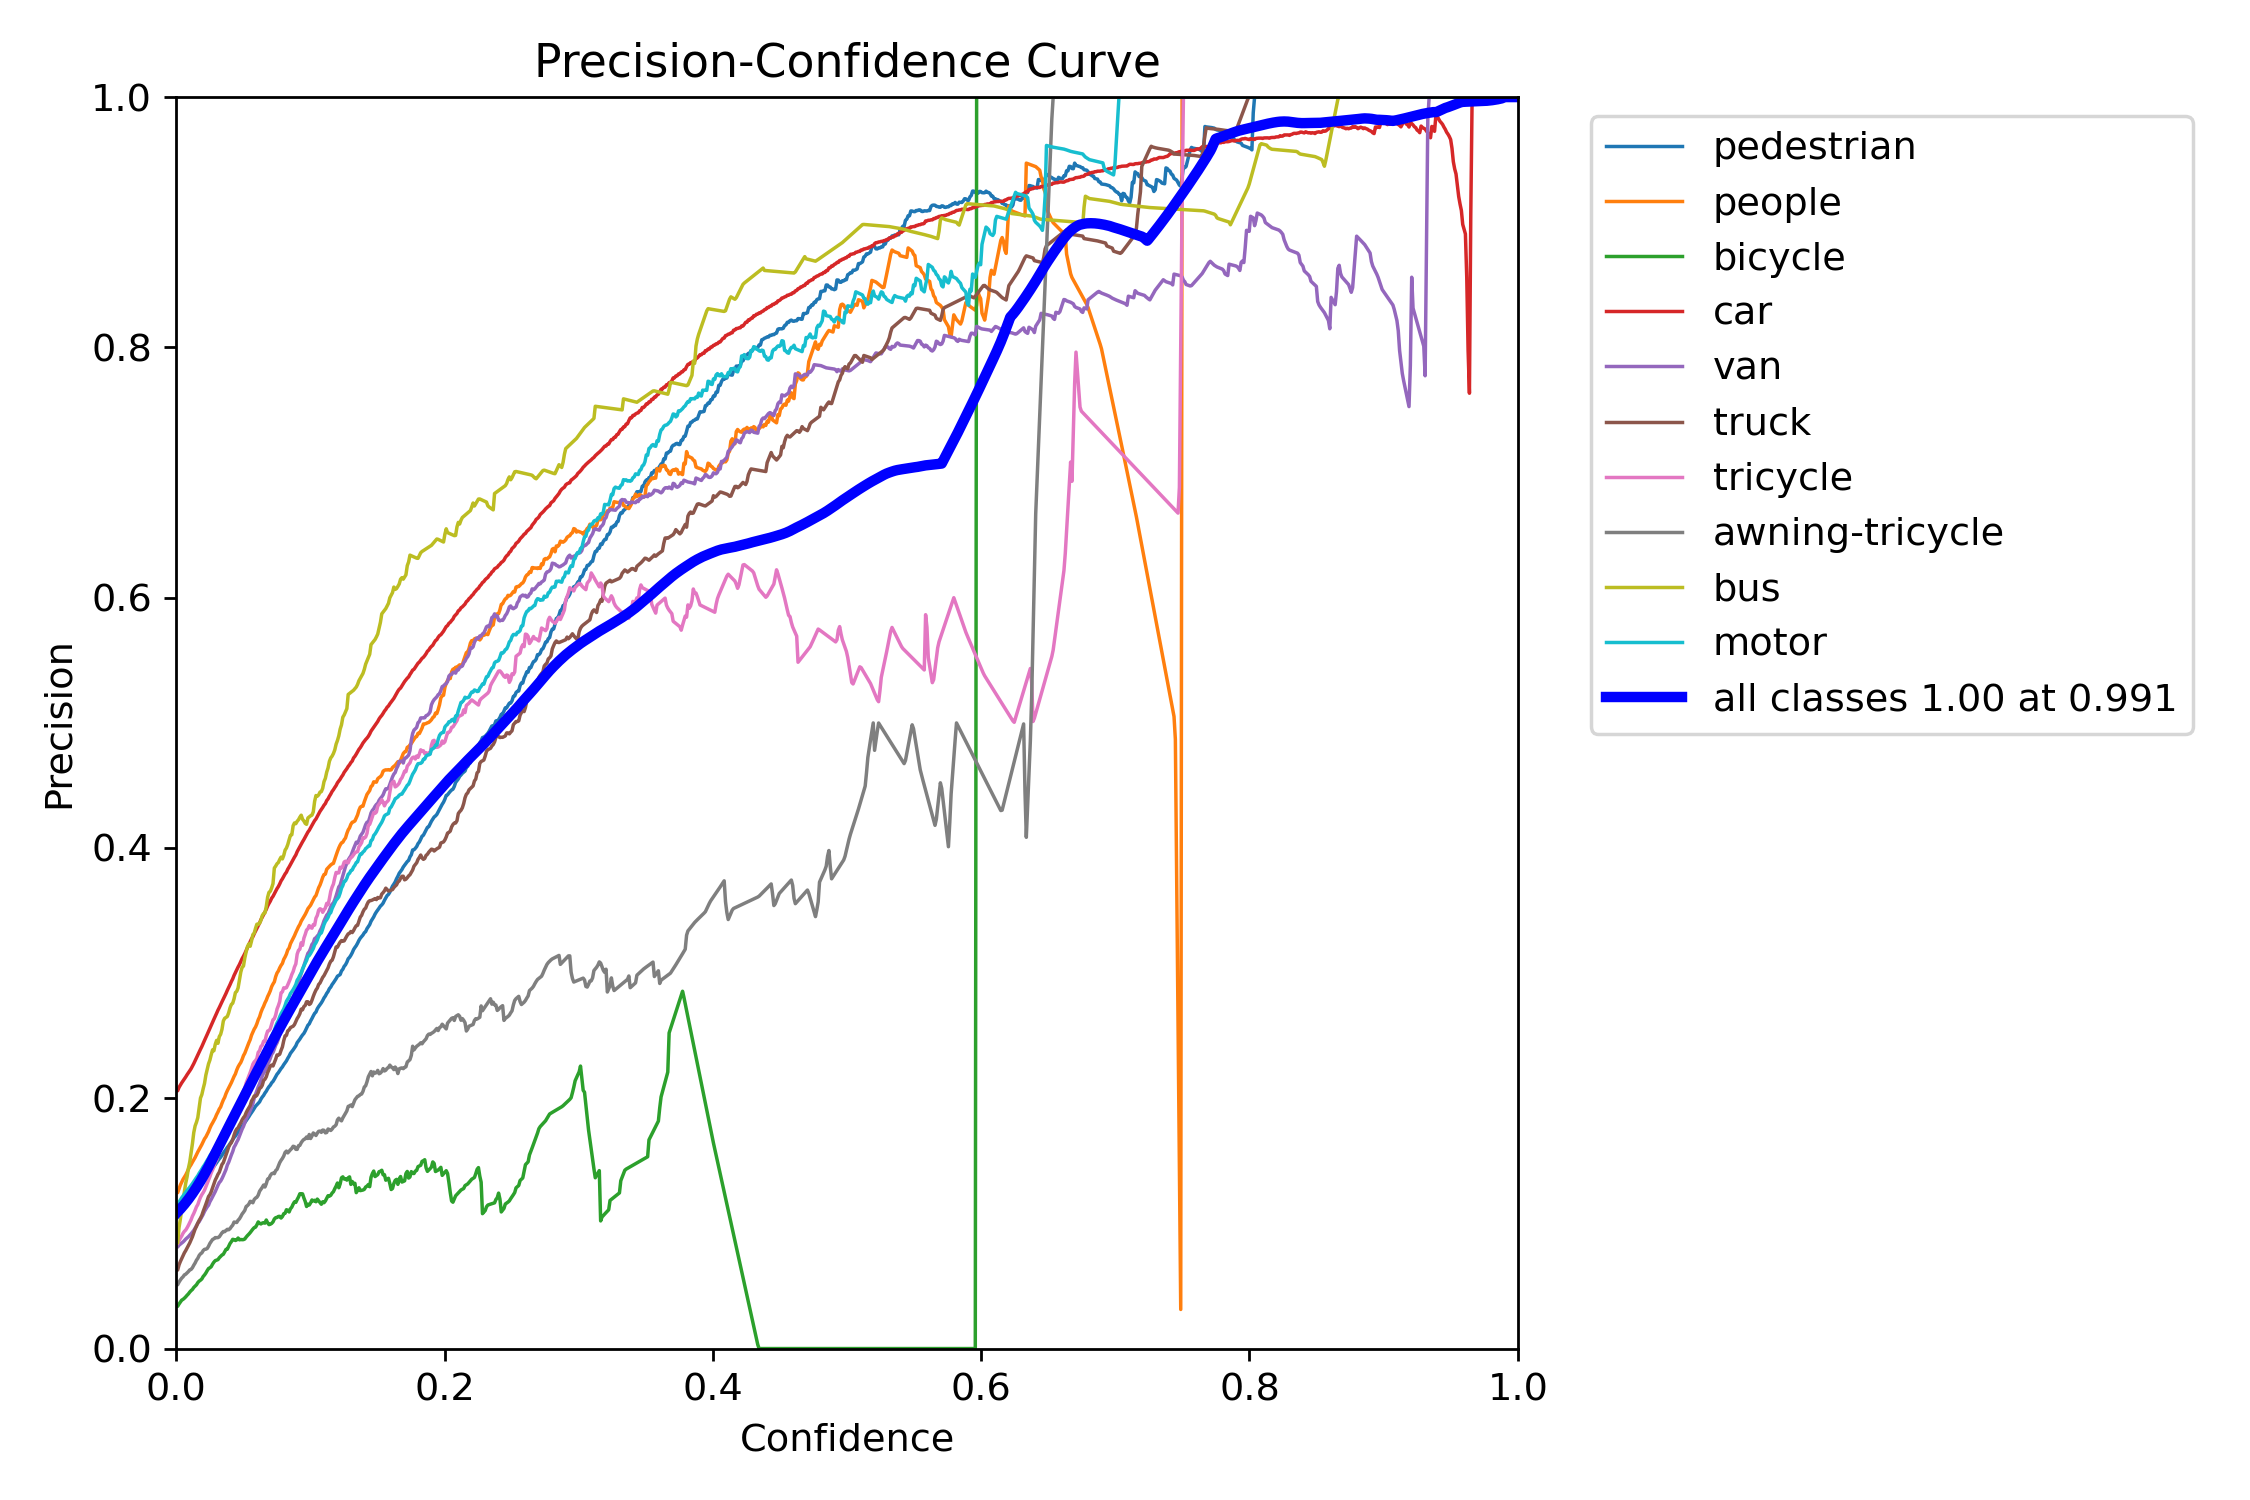 Precision-Confidence Curve
1.0
0.8
0.6
0.4
0.2
0.0
Precision
0.0 0.2 0.4 0.6 0.8 1.0
Confidence
pedestrian
people
bicycle
car
van
truck
tricycle
awning-tricycle
bus
motor
all classes 1.00 at 0.991